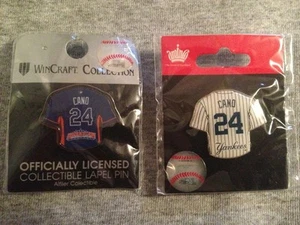 WINCRAFT COLLECTION
CANO
24
OFFICIALLY LICENSED
COLLECTIBLE LAPEL PIN
CANO
24
Yankees